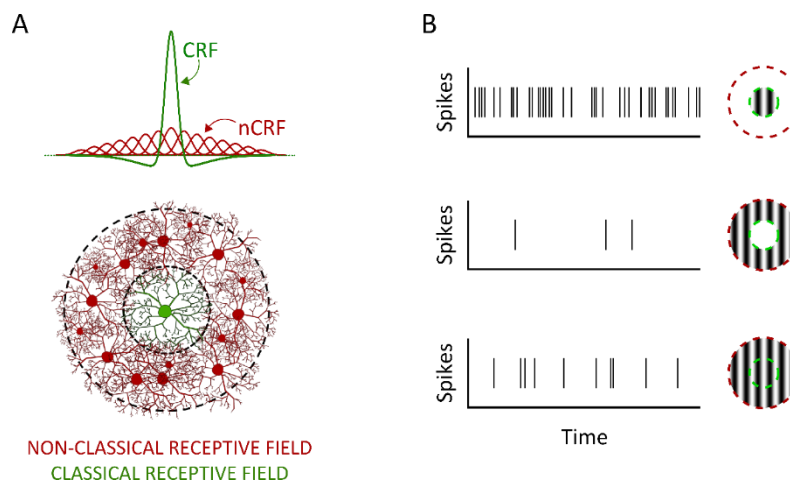 A
CRF
nCRF
NON-CLASSICAL RECEPTIVE FIELD
CLASSICAL RECEPTIVE FIELD
B
Spikes
Spikes
Spikes
Time